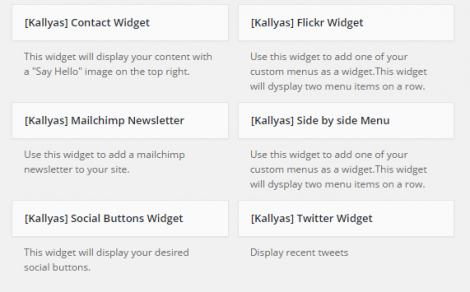 [Kallyas] Contact Widget
This widget will display your content with
a "Say Hello" image on the top right.
[Kallyas] Flickr Widget
Use this widget to add one of your
custom menus as a widget.This widget
will dysplay two menu items on a row.
[Kallyas] Mailchimp Newsletter
Use this widget to add a mailchimp
newsletter to your site.
[Kallyas] Side by side Menu
Use this widget to add one of your
custom menus as a widget.This widget
will dysplay two menu items on a row.
[Kallyas] Social Buttons Widget
This widget will display your desired
social buttons.
[Kallyas] Twitter Widget
Display recent tweets